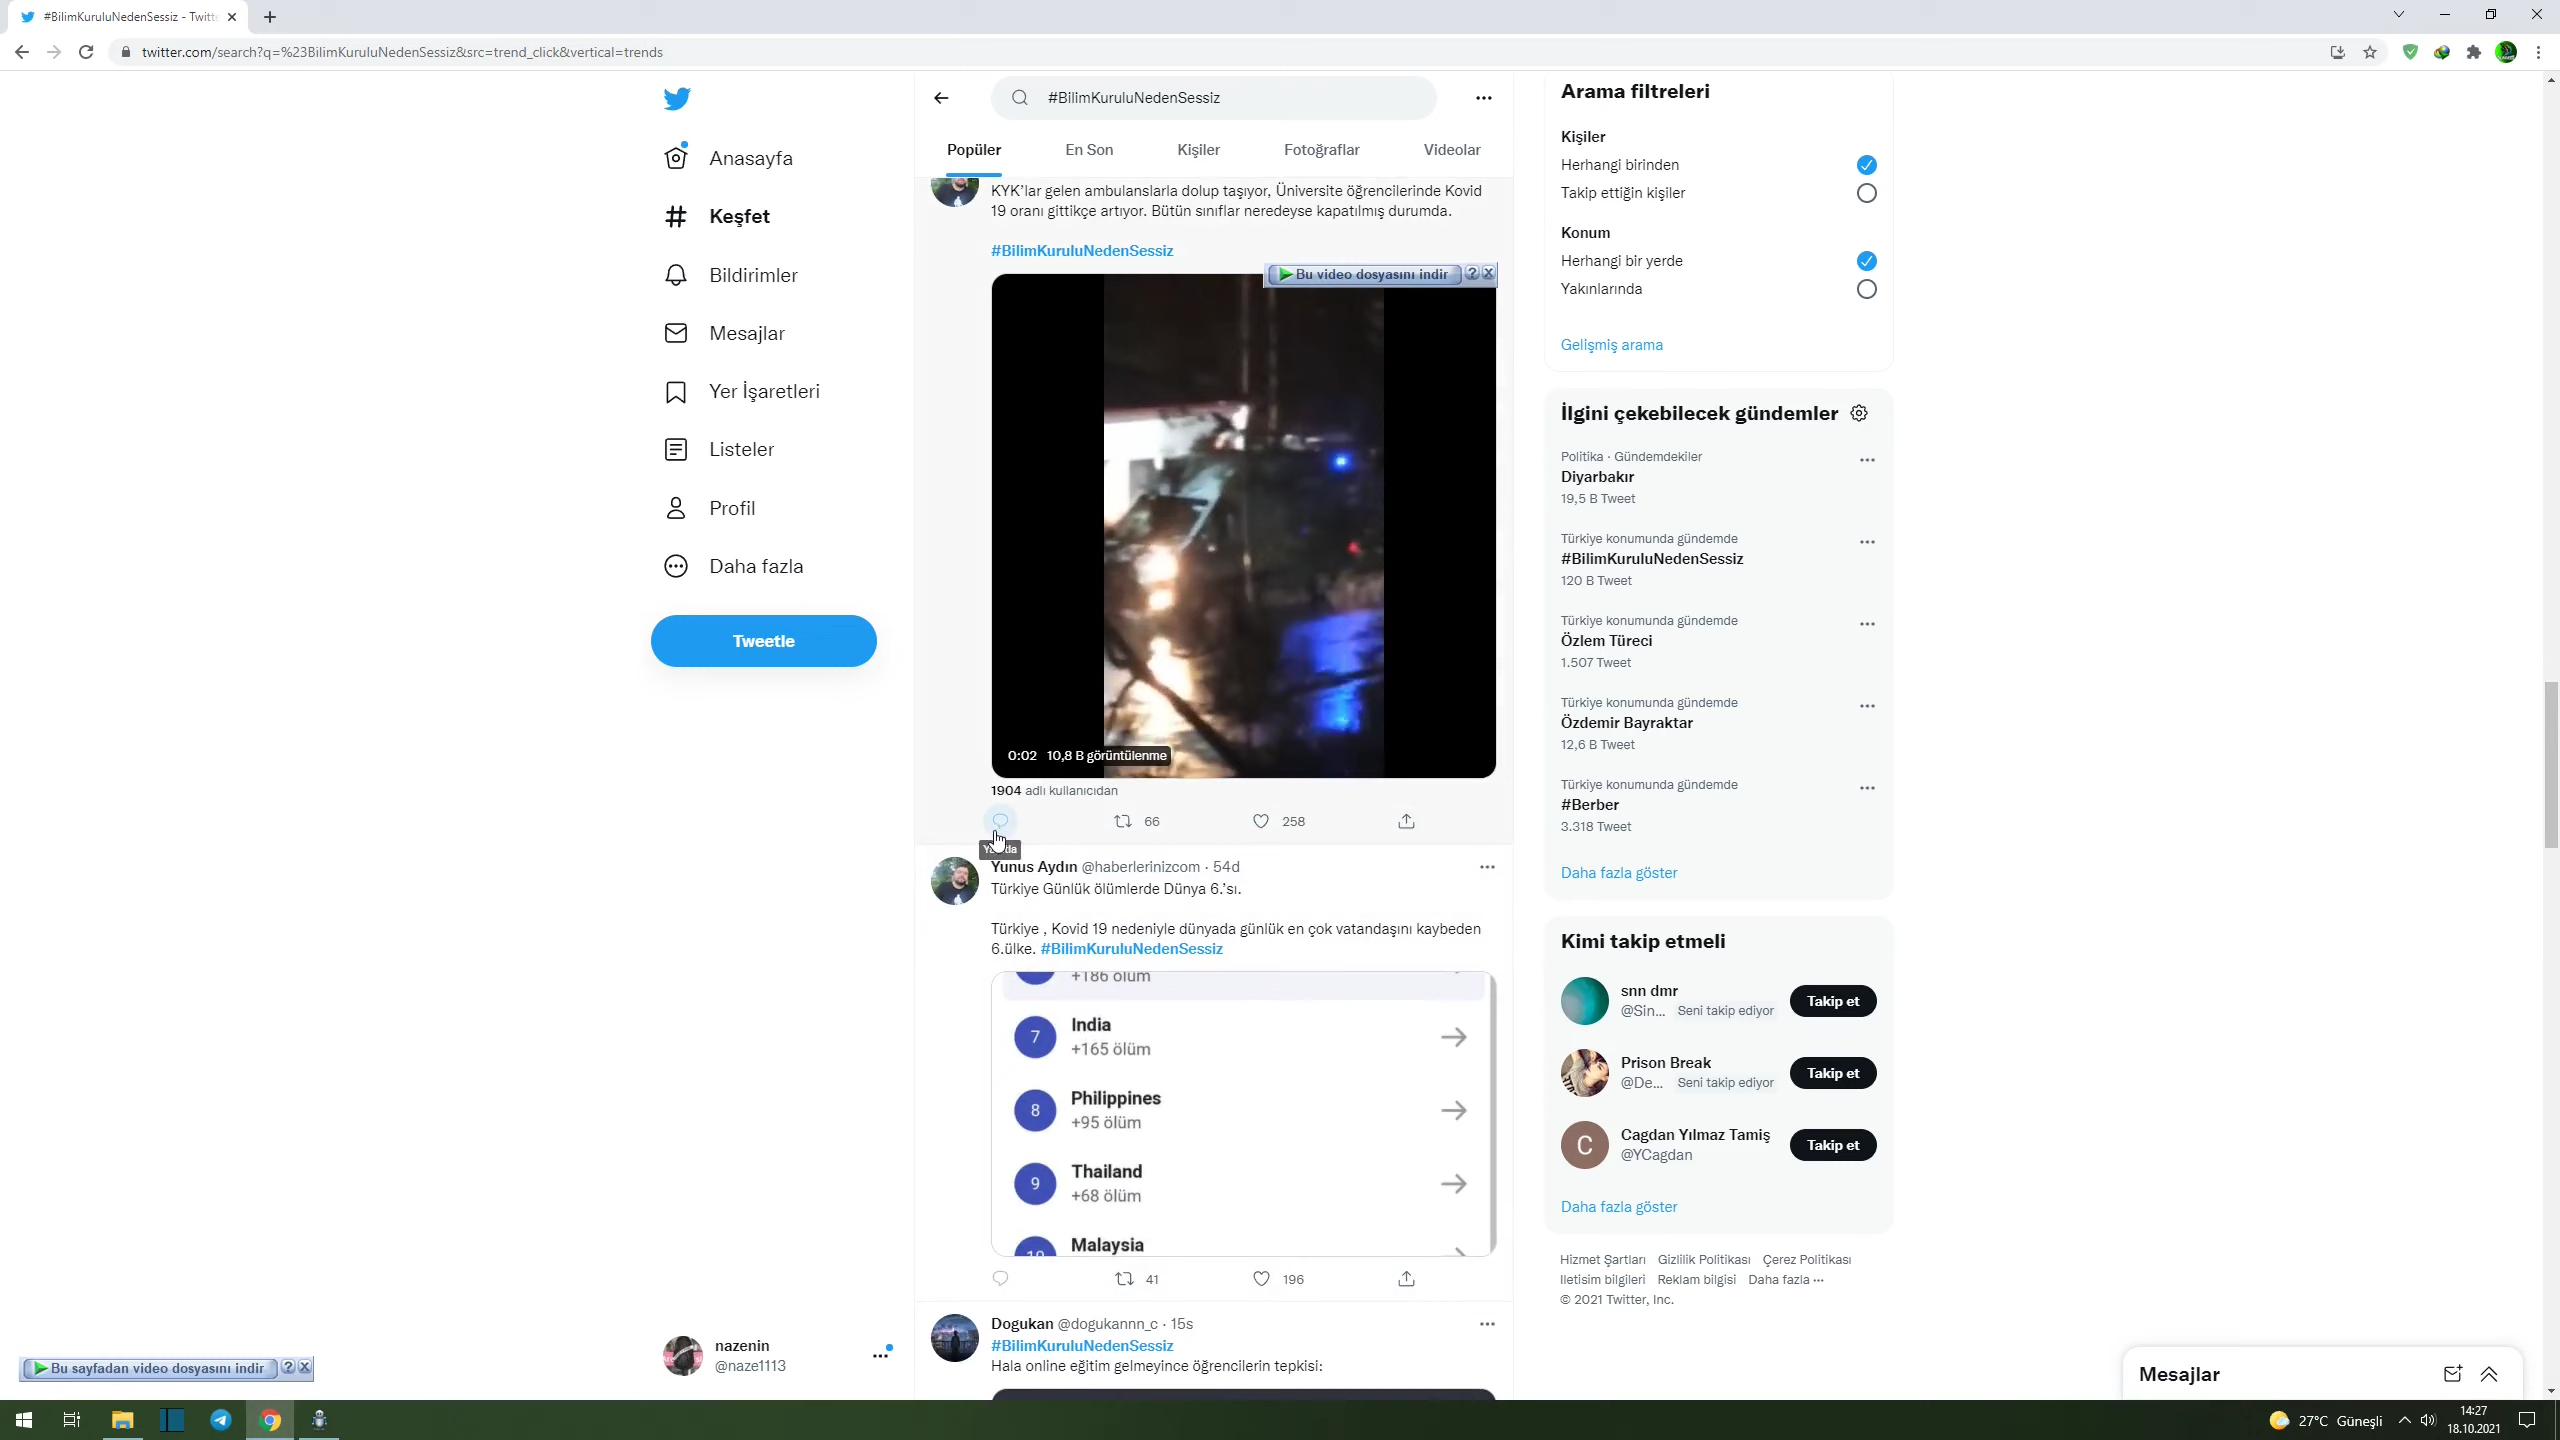 #BilimKuruluNedenSessiz - Twitt
twitter.com/search?q=%23BilimKuruluNedenSessiz&src=trend_click&vertical=trends
Anasayfa
Keşfet
Bildirimler
Mesajlar
Yer İşaretleri
Listeler
Profil
Daha fazla
Tweetle
nazenin
@naze1113
Bu sayfadan video dosyasını indir
#BilimKuruluNedenSessiz
Popüler
En Son
Kişiler
Fotoğraflar
Videolar
KYK'lar gelen ambulanslarla dolup taşıyor, Üniversite öğrencilerinde Kovid
19 oranı gittikçe artıyor. Bütün sınıflar neredeyse kapatılmış durumda.
#BilimKuruluNedenSessiz
Bu video dosyasını indir
0:02 10,8 B görüntülenme
1904 adlı kullanıcıdan
66
258
Yunus Aydın @haberlerinizcom · 54d
Türkiye Günlük ölümlerde Dünya 6.'sı.
Türkiye , Kovid 19 nedeniyle dünyada günlük en çok vatandaşını kaybeden
6.ülke. #BilimKuruluNedenSessiz
+186 ölüm
7
India
+165 ölüm
8
Philippines
+95 ölüm
9
Thailand
+68 ölüm
10
Malaysia
41
196
Dogukan @dogukannn_c · 15s
#BilimKuruluNedenSessiz
Hala online eğitim gelmeyince öğrencilerin tepkisi:
Arama filtreleri
Kişiler
Herhangi birinden
Takip ettiğin kişiler
Konum
Herhangi bir yerde
Yakınlarında
Gelişmiş arama
İlgini çekebilecek gündemler
Politika · Gündemdekiler
Diyarbakır
19,5 B Tweet
Türkiye konumunda gündemde
#BilimKuruluNedenSessiz
120 B Tweet
Türkiye konumunda gündemde
Özlem Türeci
1.507 Tweet
Türkiye konumunda gündemde
Özdemir Bayraktar
12,6 B Tweet
Türkiye konumunda gündemde
#Berber
3.318 Tweet
Daha fazla göster
Kimi takip etmeli
snn dmr
@Sin... Seni takip ediyor
Takip et
Prison Break
@De... Seni takip ediyor
Takip et
C
Cagdan Yılmaz Tamiş
@YCagdan
Takip et
Daha fazla göster
Hizmet Şartları Gizlilik Politikası Çerez Politikası
İletişim bilgileri Reklam bilgisi Daha fazla ···
© 2021 Twitter, Inc.
Mesajlar
27°C Güneşli
14:27
18.10.2021